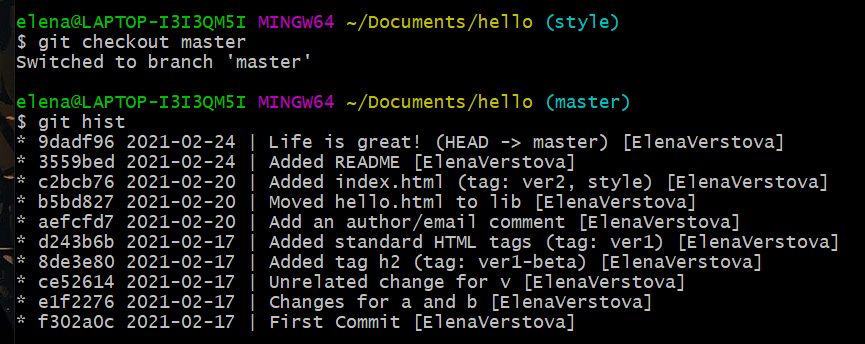 elena@LAPTOP-I3I3QM5I MINGW64 ~/Documents/hello (style)
$ git checkout master
Switched to branch 'master'
elena@LAPTOP-I3I3QM5I MINGW64 ~/Documents/hello (master)
$ git hist
* 9dadf96 2021-02-24 | Life is great! (HEAD -> master) [ElenaVerstova]
* 3559bed 2021-02-24 | Added README [ElenaVerstova]
* c2bcb76 2021-02-20 | Added index.html (tag: ver2, style) [ElenaVerstova]
* b5bd827 2021-02-20 | Moved hello.html to lib [ElenaVerstova]
* aefcfd7 2021-02-20 | Add an author/email comment [ElenaVerstova]
* d243b6b 2021-02-17 | Added standard HTML tags (tag: ver1) [ElenaVerstova]
* 8de3e80 2021-02-17 | Added tag h2 (tag: ver1-beta) [ElenaVerstova]
* ce52614 2021-02-17 | Unrelated change for v [ElenaVerstova]
* e1f2276 2021-02-17 | Changes for a and b [ElenaVerstova]
* f302a0c 2021-02-17 | First Commit [ElenaVerstova]